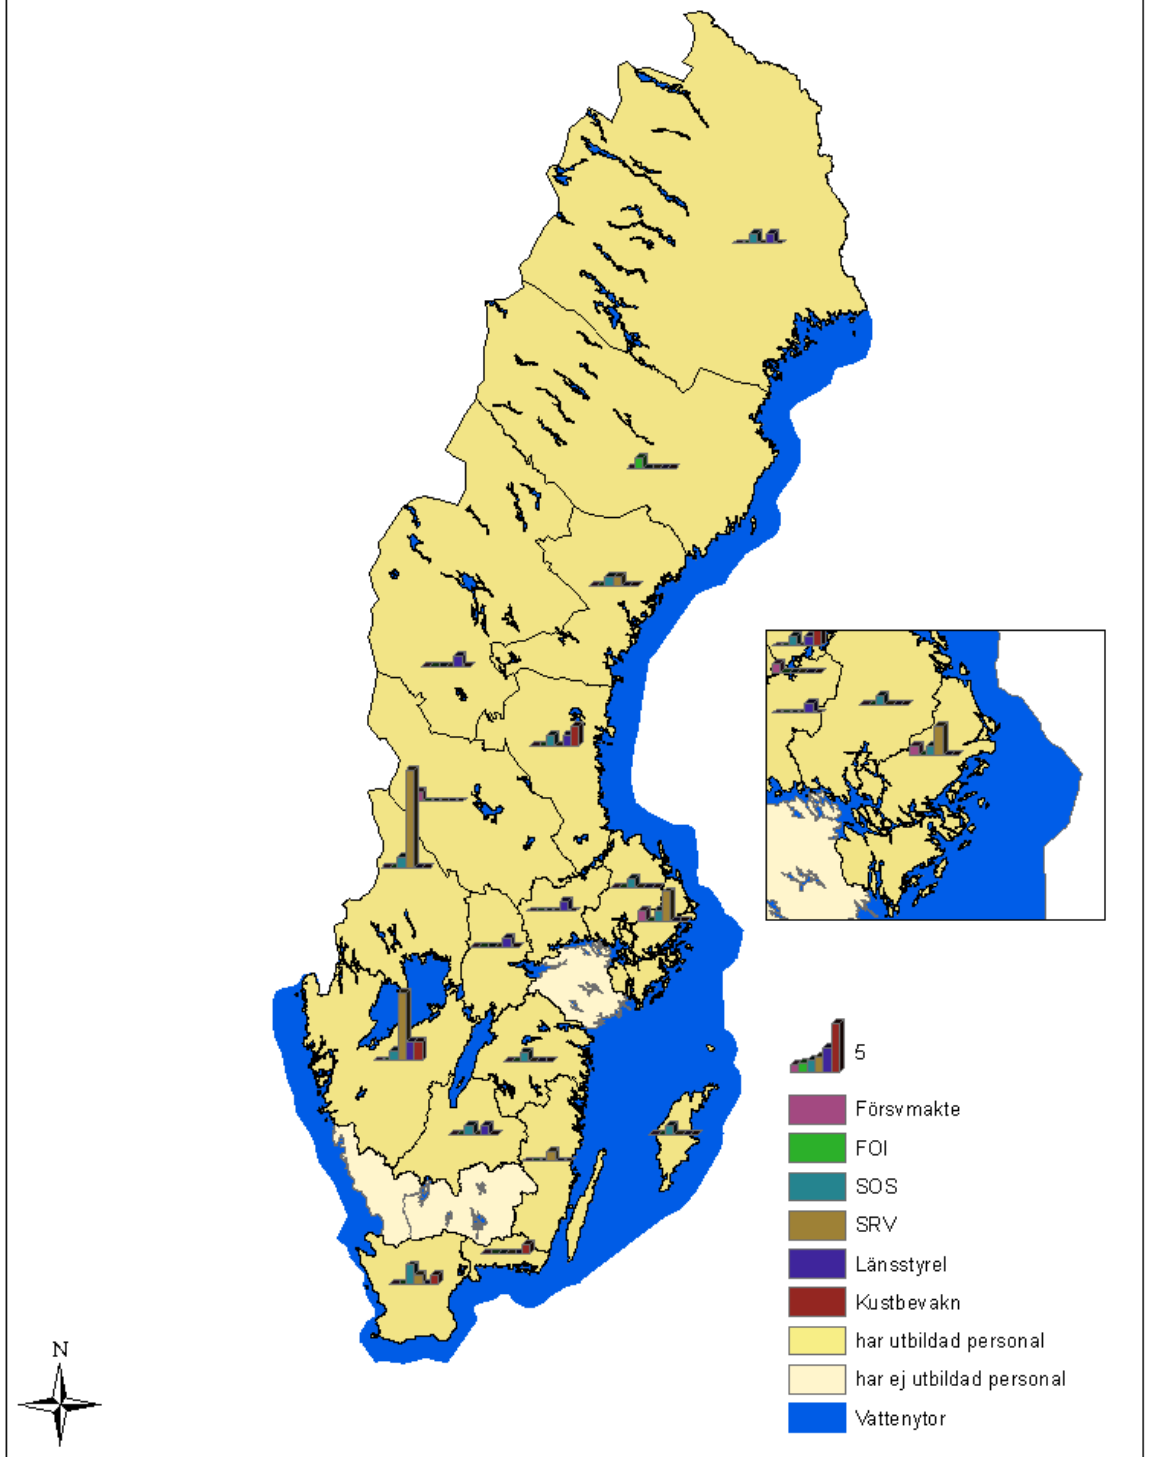 5
Försvmakte
FOI
SOS
SRV
Länsstyrel
Kustbevakn
har utbildad personal
har ej utbildad personal
Vattenytor
N